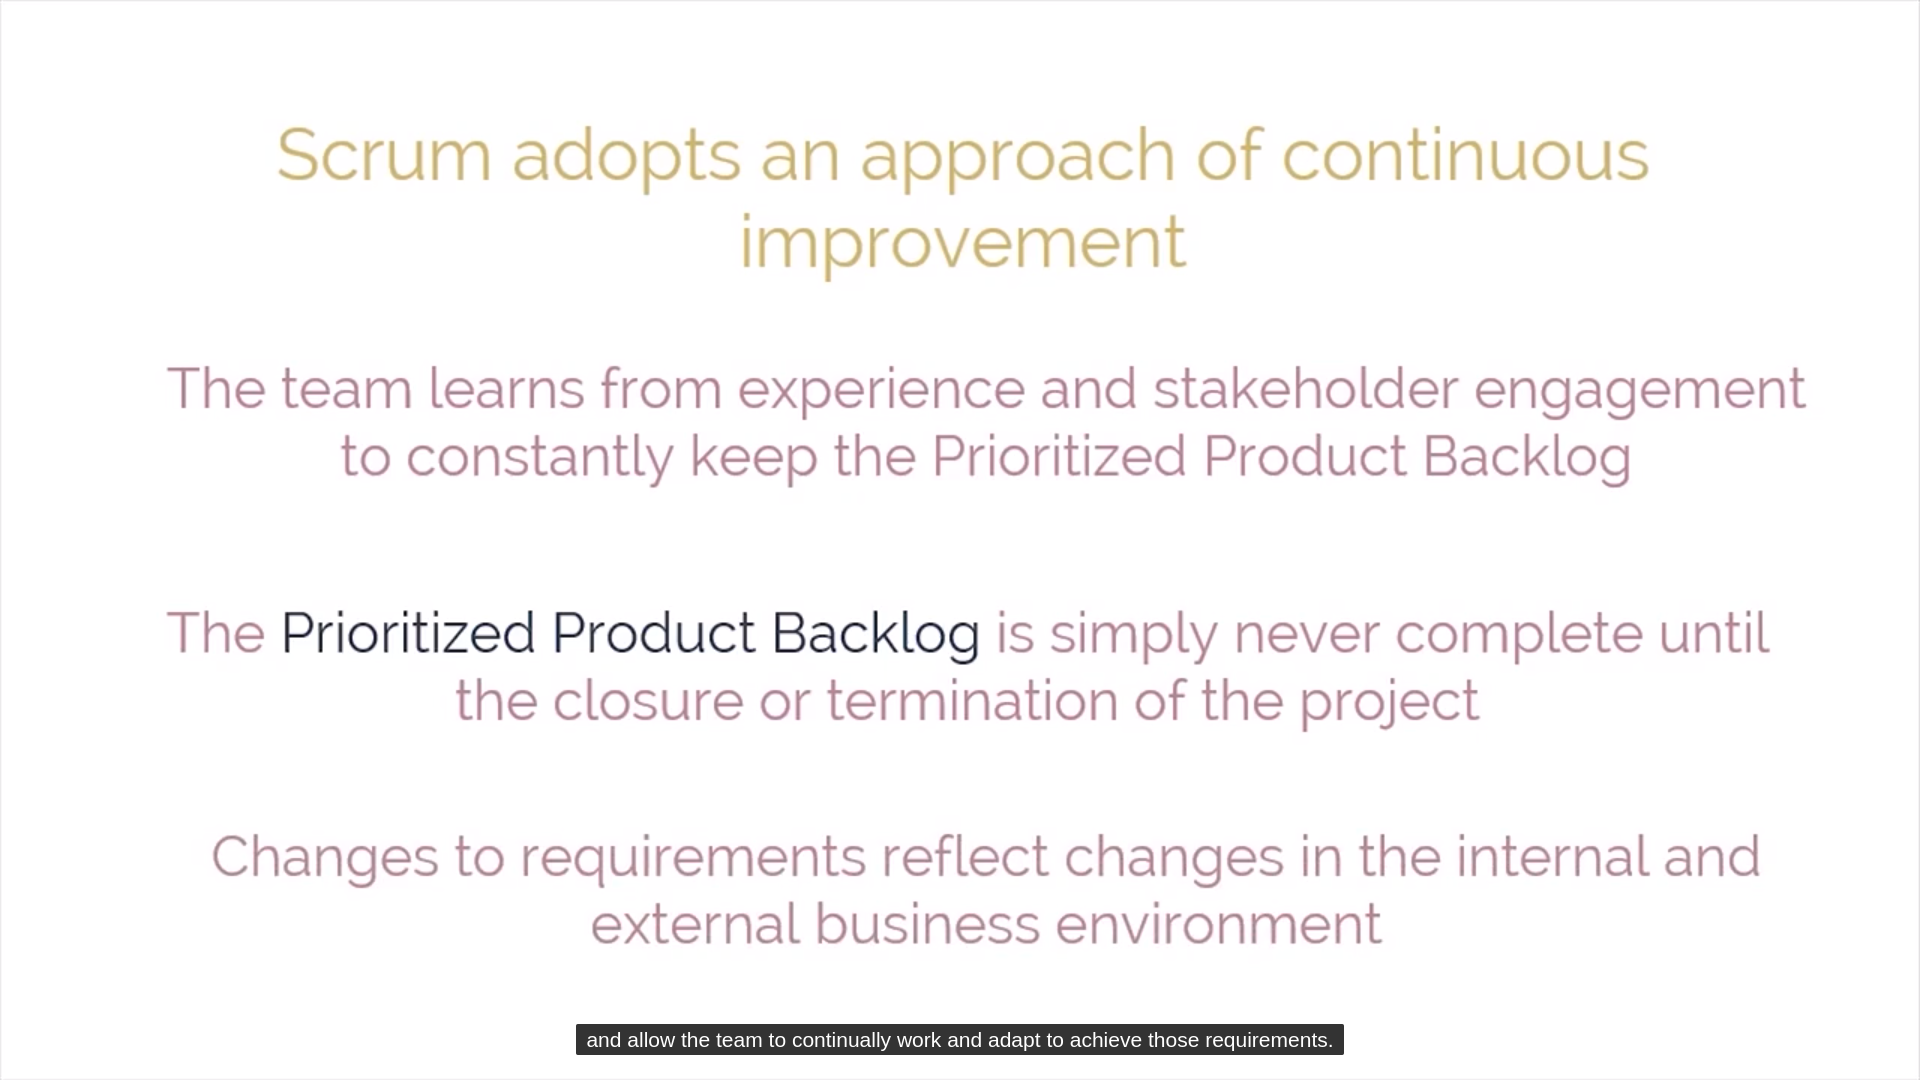 Scrum adopts an approach of continuous
improvement
The team learns from experience and stakeholder engagement
to constantly keep the Prioritized Product Backlog
The Prioritized Product Backlog is simply never complete until
the closure or termination of the project
Changes to requirements reflect changes in the internal and
external business environment
and allow the team to continually work and adapt to achieve those requirements.